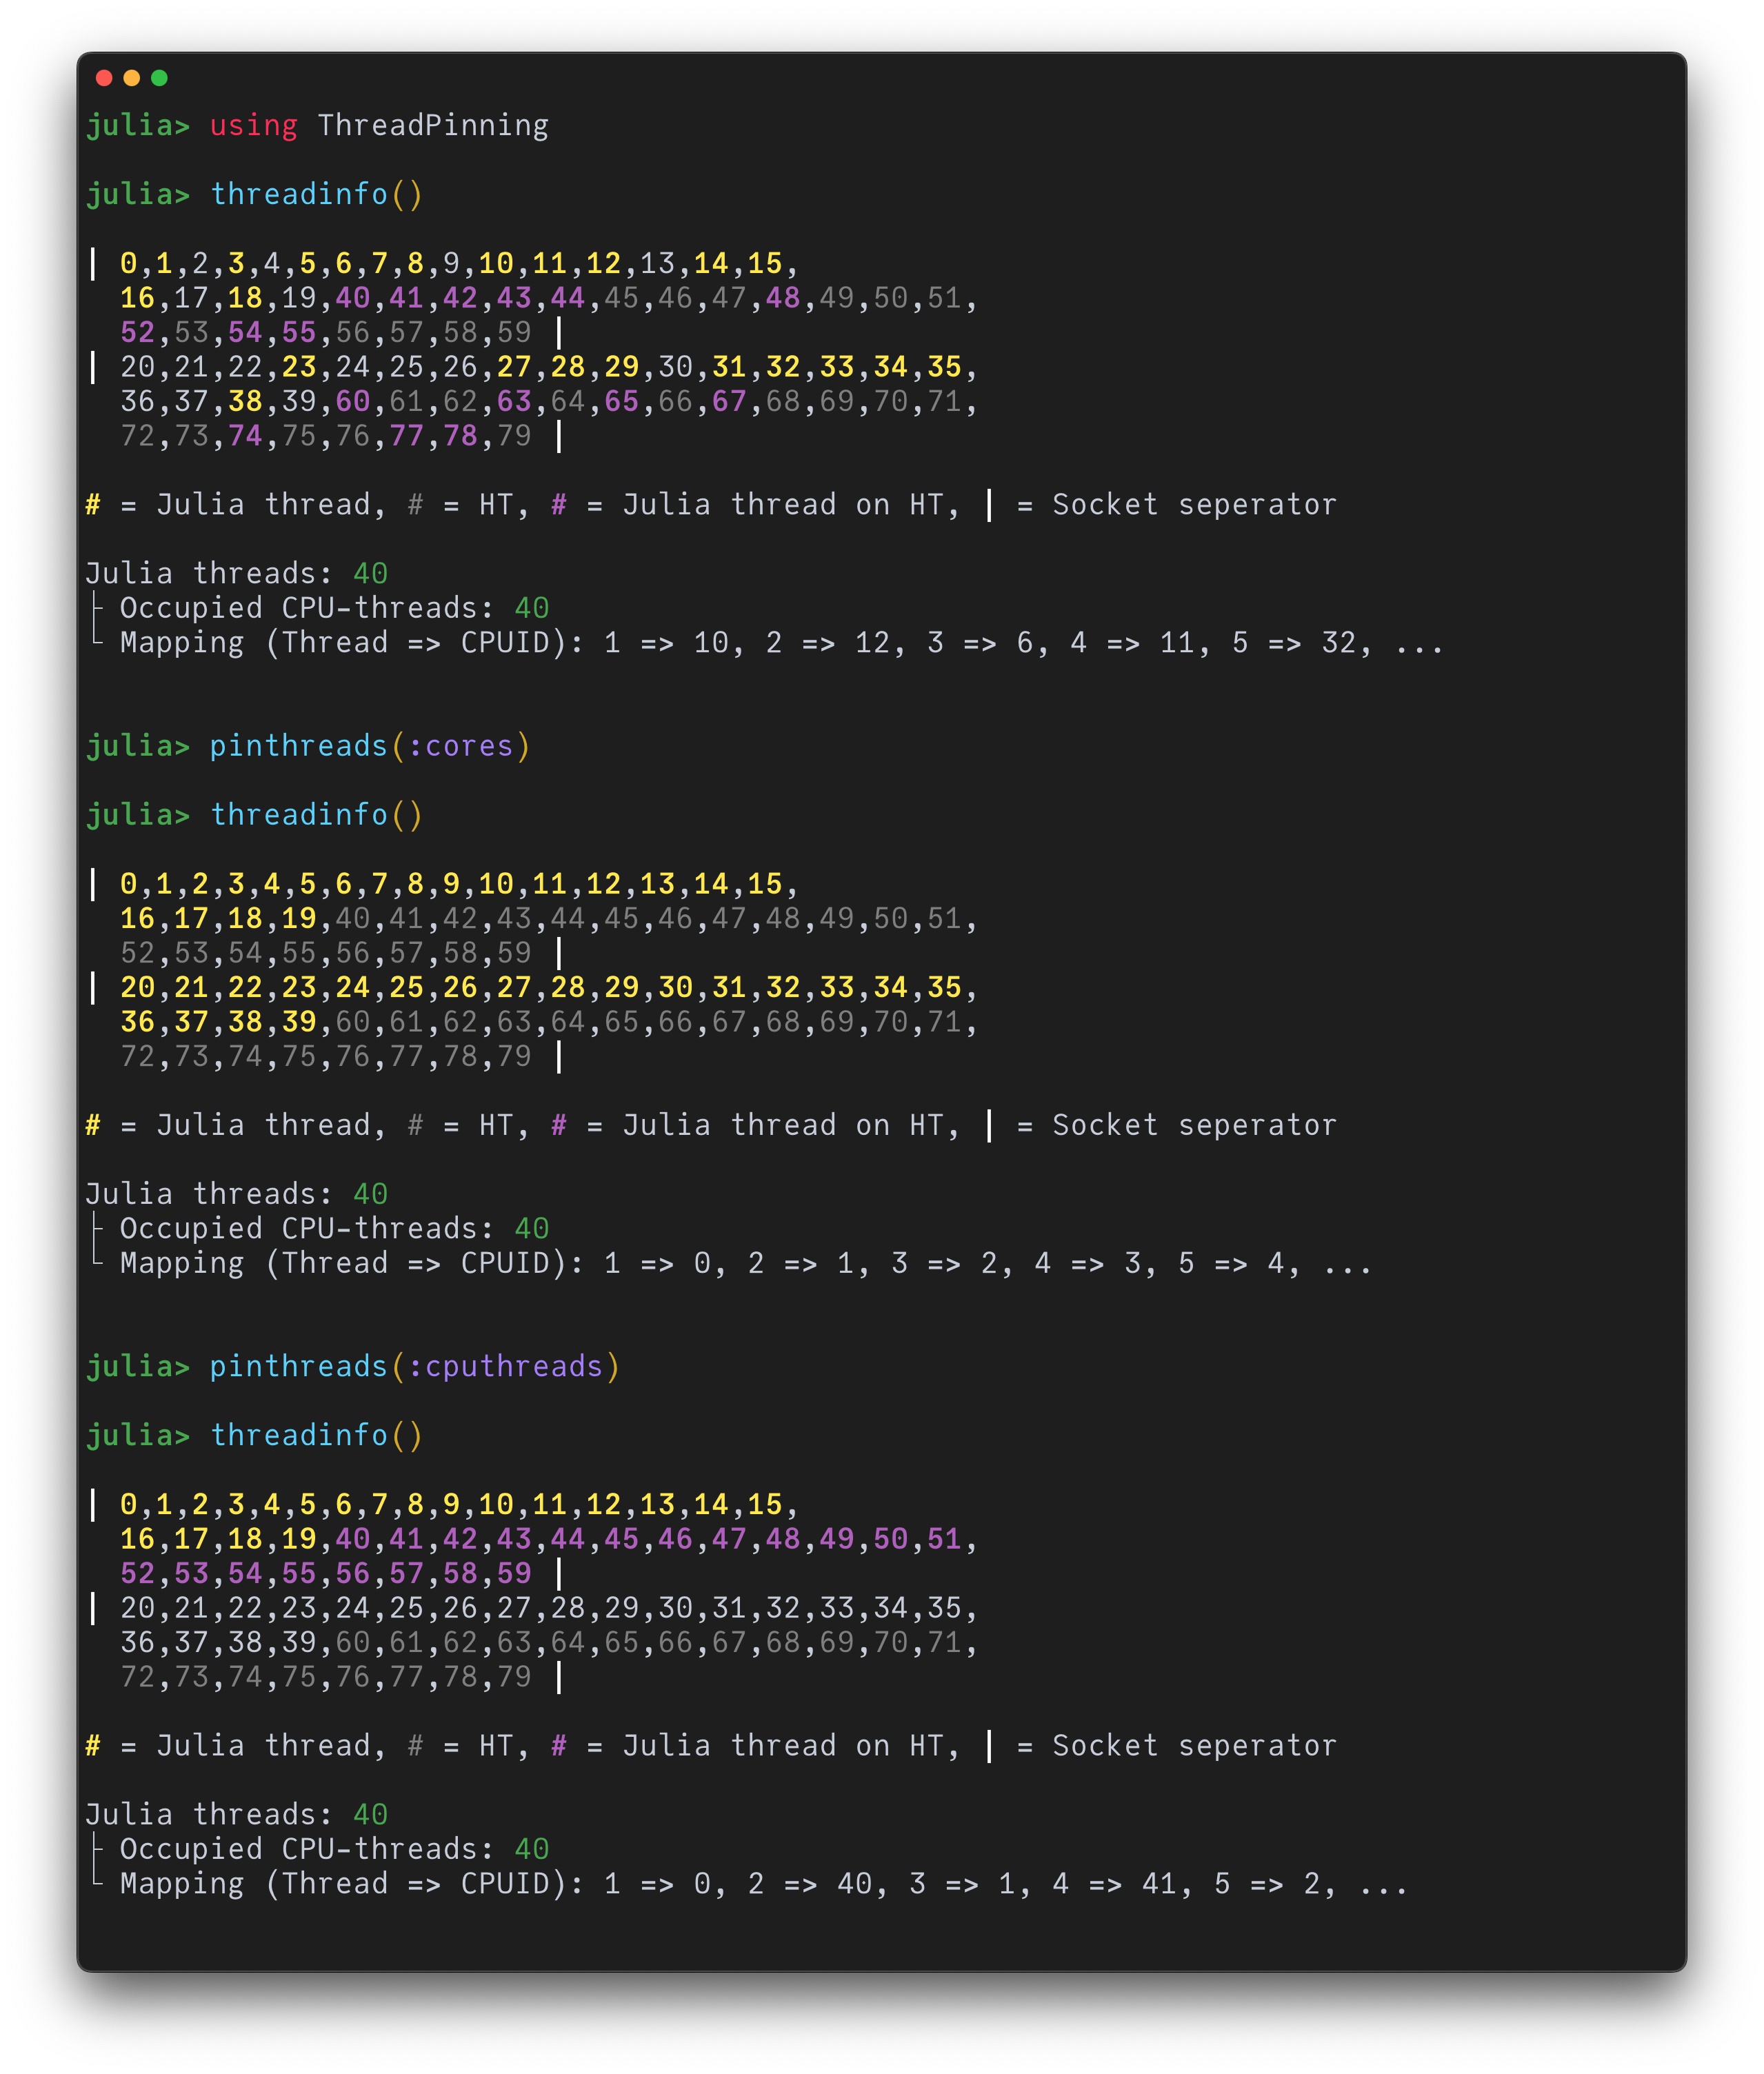 julia> using ThreadPinning
julia> threadinfo()
| 0,1,2,3,4,5,6,7,8,9,10,11,12,13,14,15,
16,17,18,19,40,41,42,43,44,45,46,47,48,49,50,51,
52,53,54,55,56,57,58,59 |
| 20,21,22,23,24,25,26,27,28,29,30,31,32,33,34,35,
36,37,38,39,60,61,62,63,64,65,66,67,68,69,70,71,
72,73,74,75,76,77,78,79 |
# = Julia thread, # = HT, # = Julia thread on HT, | = Socket seperator
Julia threads: 40
├ Occupied CPU-threads: 40
└ Mapping (Thread => CPUID): 1 => 10, 2 => 12, 3 => 6, 4 => 11, 5 => 32, ...
julia> pinthreads(:cores)
julia> threadinfo()
| 0,1,2,3,4,5,6,7,8,9,10,11,12,13,14,15,
16,17,18,19,40,41,42,43,44,45,46,47,48,49,50,51,
52,53,54,55,56,57,58,59 |
| 20,21,22,23,24,25,26,27,28,29,30,31,32,33,34,35,
36,37,38,39,60,61,62,63,64,65,66,67,68,69,70,71,
72,73,74,75,76,77,78,79 |
# = Julia thread, # = HT, # = Julia thread on HT, | = Socket seperator
Julia threads: 40
├ Occupied CPU-threads: 40
└ Mapping (Thread => CPUID): 1 => 0, 2 => 1, 3 => 2, 4 => 3, 5 => 4, ...
julia> pinthreads(:cputhreads)
julia> threadinfo()
| 0,1,2,3,4,5,6,7,8,9,10,11,12,13,14,15,
16,17,18,19,40,41,42,43,44,45,46,47,48,49,50,51,
52,53,54,55,56,57,58,59 |
| 20,21,22,23,24,25,26,27,28,29,30,31,32,33,34,35,
36,37,38,39,60,61,62,63,64,65,66,67,68,69,70,71,
72,73,74,75,76,77,78,79 |
# = Julia thread, # = HT, # = Julia thread on HT, | = Socket seperator
Julia threads: 40
├ Occupied CPU-threads: 40
└ Mapping (Thread => CPUID): 1 => 0, 2 => 40, 3 => 1, 4 => 41, 5 => 2, ...